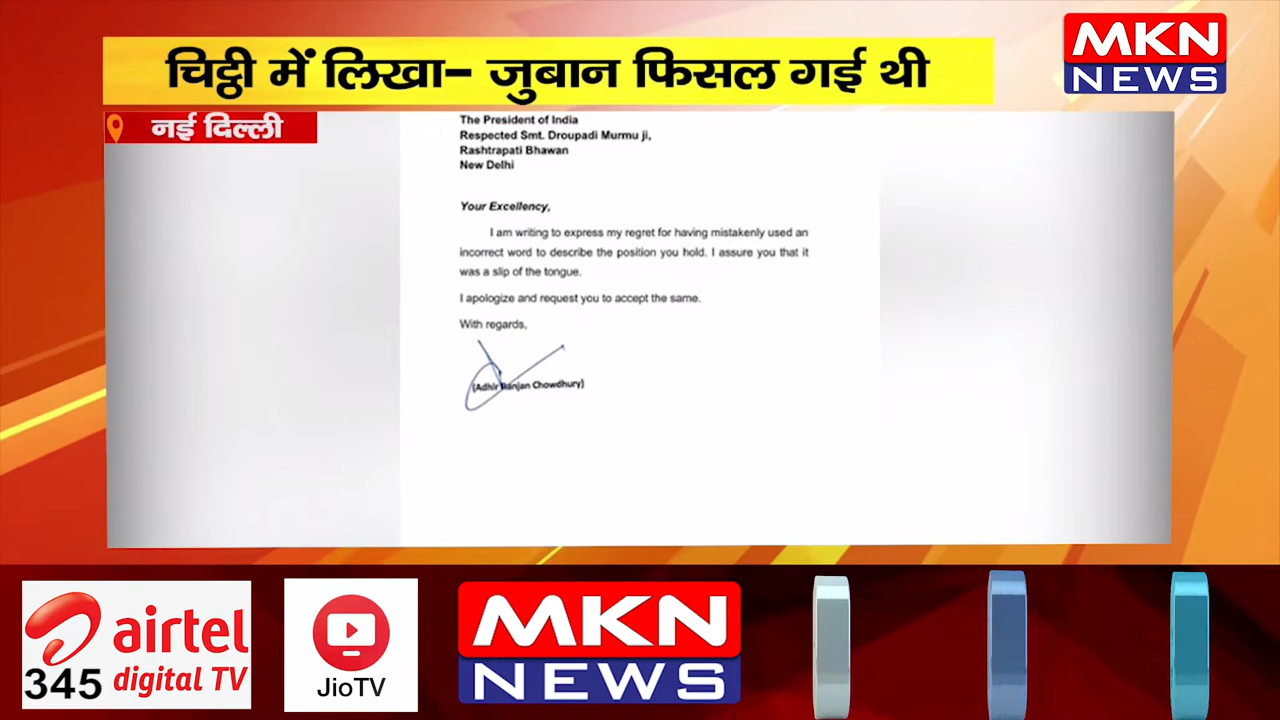 चिट्ठी में लिखा- जुबान फिसल गई थी
MKN
NEWS
नई दिल्ली
The President of India
Respected Smt. Droupadi Murmu ji,
Rashtrapati Bhawan
New Delhi
Your Excellency,
I am writing to express my regret for having mistakenly used an
incorrect word to describe the position you hold. I assure you that it
was a slip of the tongue.
I apologize and request you to accept the same.
With regards,
(Adhir Ranjan Chowdhury)
airtel
345 digital TV
JioTV
MKN
NEWS